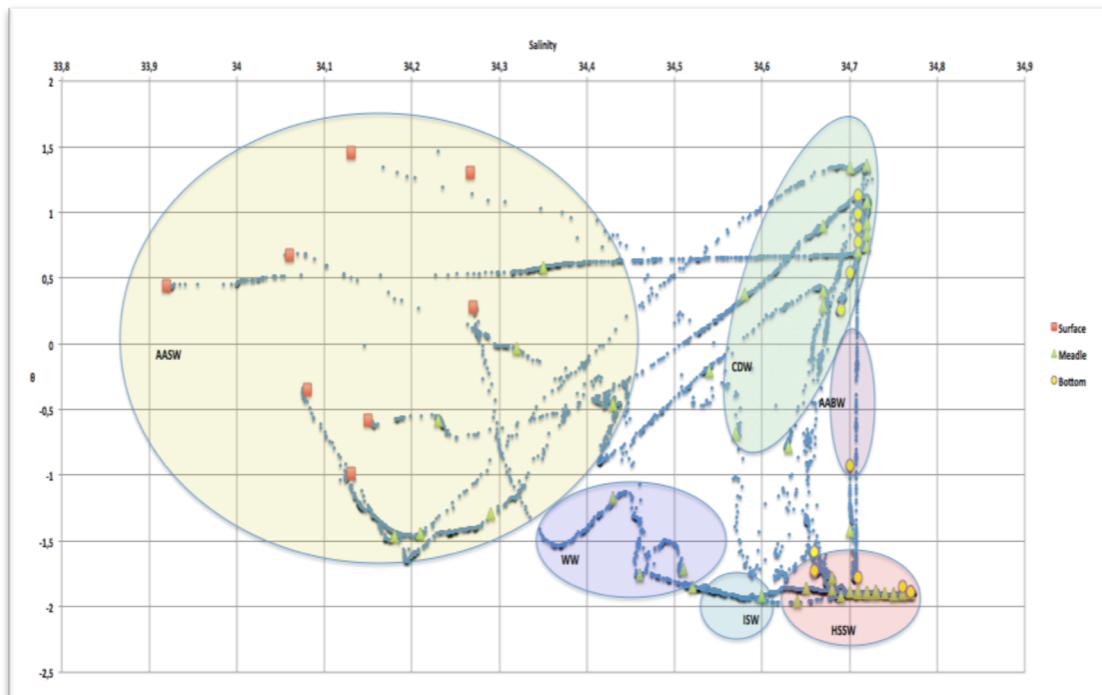 Salinity
33,8 33,9 34 34,1 34,2 34,3 34,4 34,5 34,6 34,7 34,8 34,9
2
1,5
1
0,5
0
θ
-0,5
-1
-1,5
-2
-2,5
AASW
CDW
AABW
WW
ISW
HSSW
Surface
Meadle
Bottom